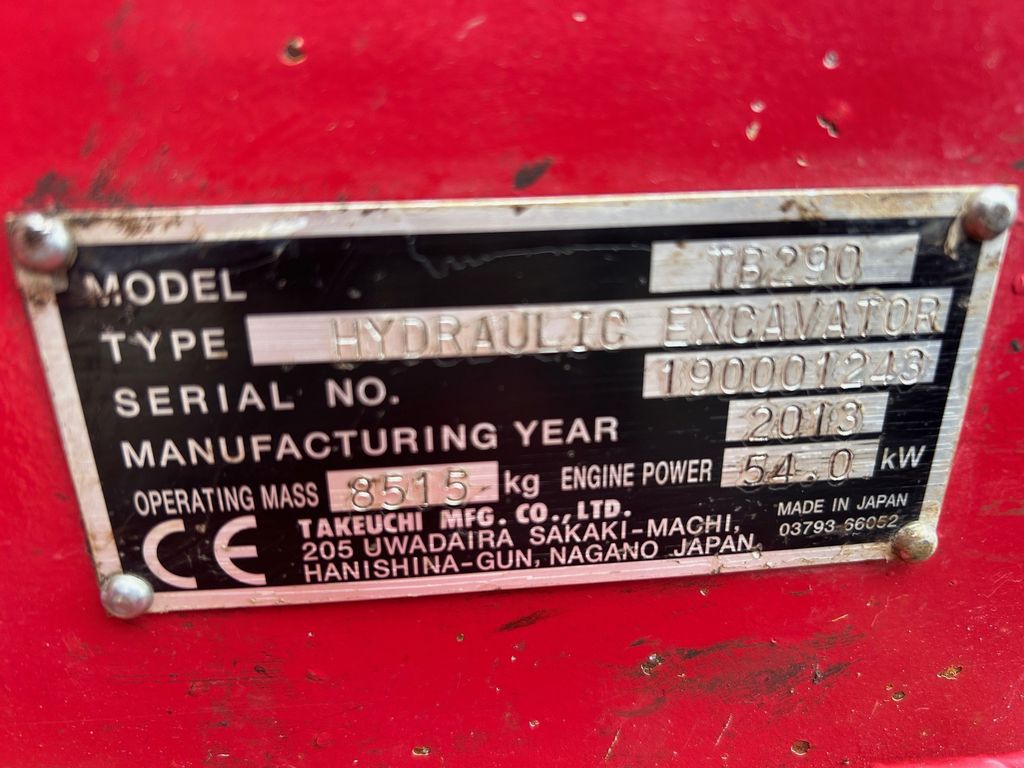 MODEL TB290
TYPE HYDRAULIC EXCAVATOR
SERIAL NO. 190001243
MANUFACTURING YEAR 2013
OPERATING MASS 8515 kg ENGINE POWER 54.0 kW
CE
TAKEUCHI MFG. CO., LTD.
205 UWADAIRA SAKAKI-MACHI,
HANISHINA-GUN, NAGANO JAPAN
MADE IN JAPAN
03793-66052